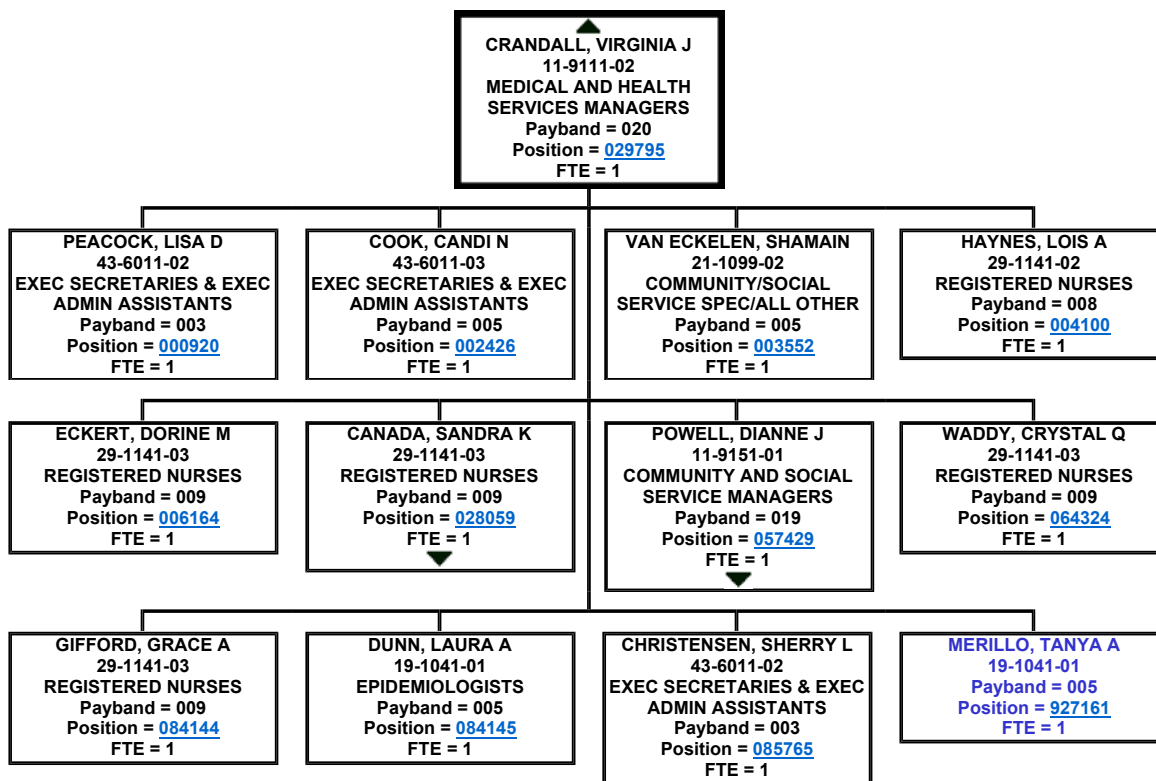 CRANDALL, VIRGINIA J
11-9111-02
MEDICAL AND HEALTH
SERVICES MANAGERS
Payband = 020
Position = 029795
FTE = 1
PEACOCK, LISA D
43-6011-02
EXEC SECRETARIES & EXEC
ADMIN ASSISTANTS
Payband = 003
Position = 000920
FTE = 1
COOK, CANDI N
43-6011-03
EXEC SECRETARIES & EXEC
ADMIN ASSISTANTS
Payband = 005
Position = 002426
FTE = 1
VAN ECKELEN, SHAMAIN
21-1099-02
COMMUNITY/SOCIAL
SERVICE SPEC/ALL OTHER
Payband = 005
Position = 003552
FTE = 1
HAYNES, LOIS A
29-1141-02
REGISTERED NURSES
Payband = 008
Position = 004100
FTE = 1
ECKERT, DORINE M
29-1141-03
REGISTERED NURSES
Payband = 009
Position = 006164
FTE = 1
CANADA, SANDRA K
29-1141-03
REGISTERED NURSES
Payband = 009
Position = 028059
FTE = 1
POWELL, DIANNE J
11-9151-01
COMMUNITY AND SOCIAL
SERVICE MANAGERS
Payband = 019
Position = 057429
FTE = 1
WADDY, CRYSTAL Q
29-1141-03
REGISTERED NURSES
Payband = 009
Position = 064324
FTE = 1
GIFFORD, GRACE A
29-1141-03
REGISTERED NURSES
Payband = 009
Position = 084144
FTE = 1
DUNN, LAURA A
19-1041-01
EPIDEMIOLOGISTS
Payband = 005
Position = 084145
FTE = 1
CHRISTENSEN, SHERRY L
43-6011-02
EXEC SECRETARIES & EXEC
ADMIN ASSISTANTS
Payband = 003
Position = 085765
FTE = 1
MERILLO, TANYA A
19-1041-01
Payband = 005
Position = 927161
FTE = 1